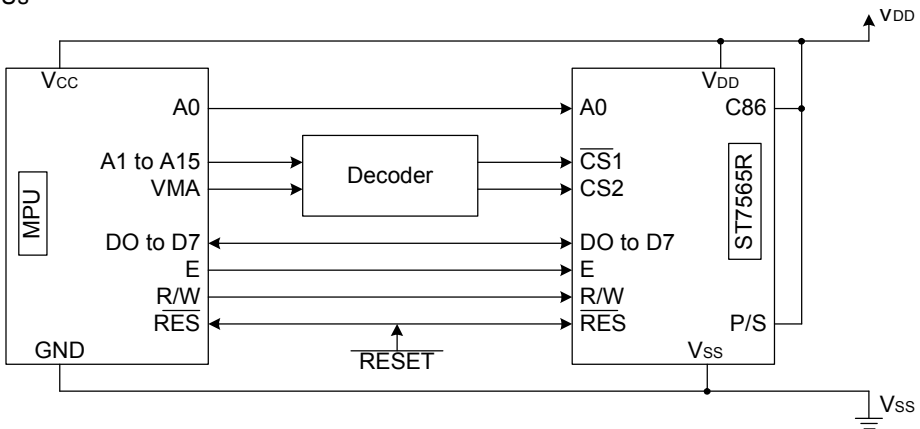 VDD
VCC
VDD
A0
A0
C86
A1 to A15
Decoder
CS1
VMA
CS2
MPU
ST7565R
DO to D7
DO to D7
E
E
R/W
R/W
RES
RES
P/S
RESET
GND
VSS
VSS